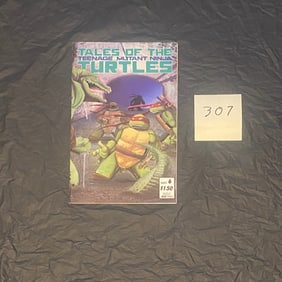 TALES OF THE
TEENAGE MUTANT NINJA
TURTLES
$1.50
307